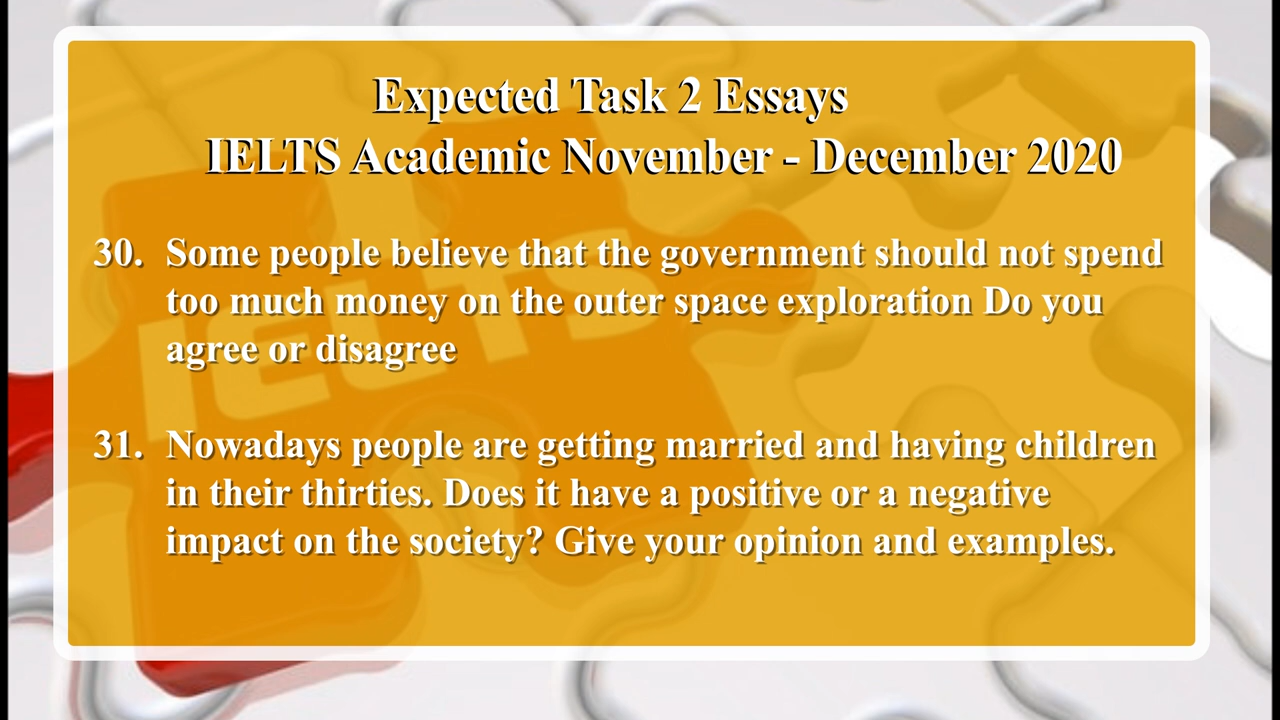 Expected Task 2 Essays
IELTS Academic November - December 2020
30. Some people believe that the government should not spend
too much money on the outer space exploration Do you
agree or disagree
31. Nowadays people are getting married and having children
in their thirties. Does it have a positive or a negative
impact on the society? Give your opinion and examples.
IELTS